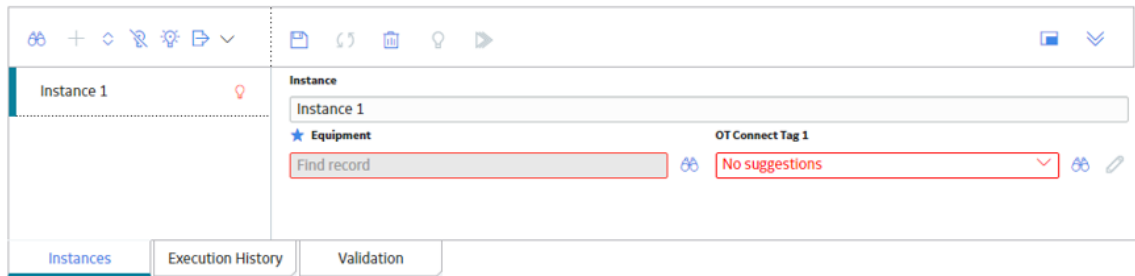 Instance 1
Instance
Instance 1
Equipment
OT Connect Tag 1
Find record
No suggestions
Instances
Execution History
Validation